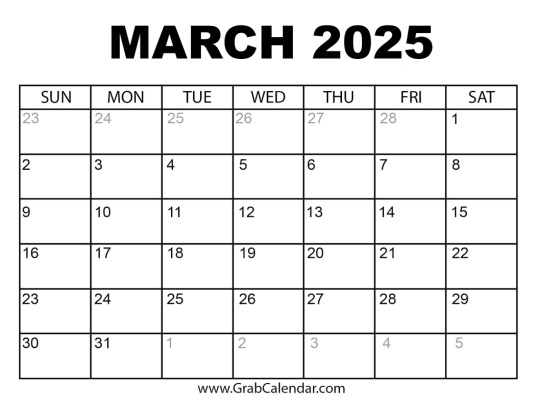 MARCH 2025
SUN MON TUE WED THU FRI SAT
23 24 25 26 27 28 1
2 3 4 5 6 7 8
9 10 11 12 13 14 15
16 17 18 19 20 21 22
23 24 25 26 27 28 29
30 31 1 2 3 4 5
www.GrabCalendar.com